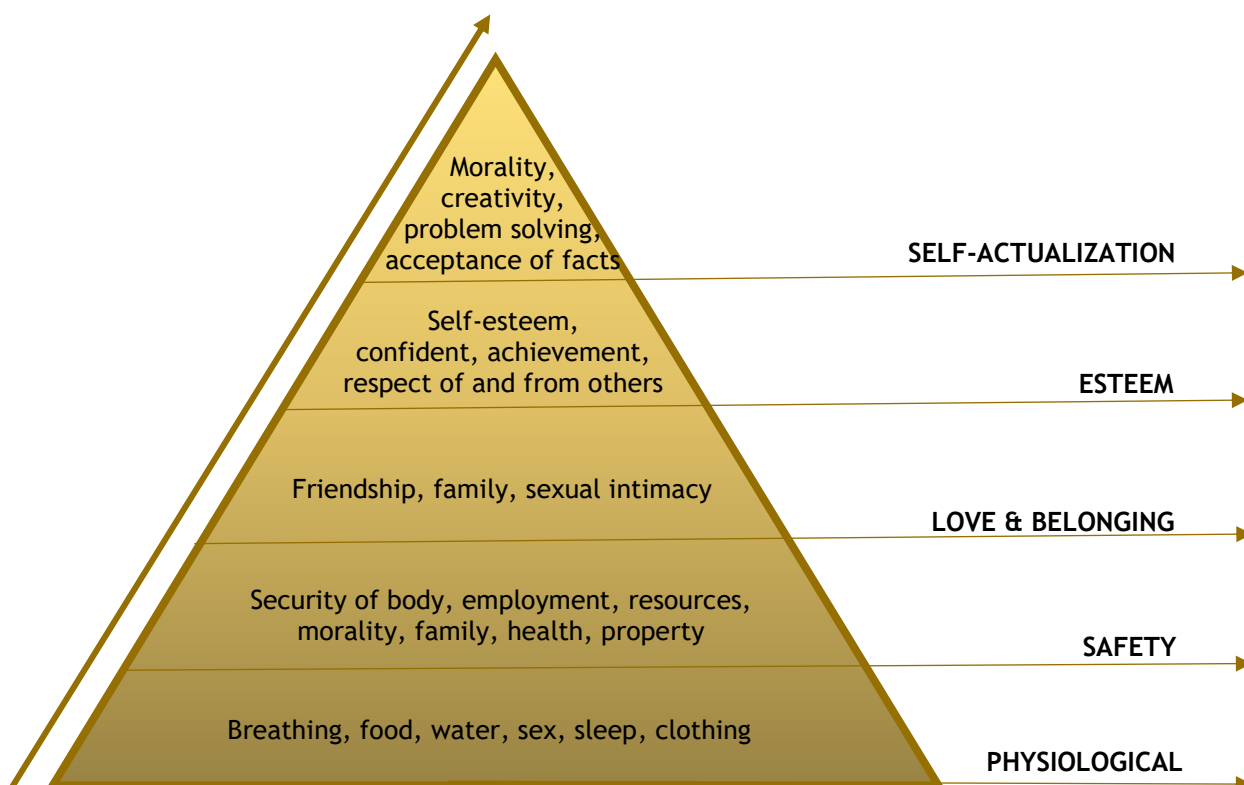 Morality,
creativity,
problem solving,
acceptance of facts
SELF-ACTUALIZATION
Self-esteem,
confident, achievement,
respect of and from others
ESTEEM
Friendship, family, sexual intimacy
LOVE & BELONGING
Security of body, employment, resources,
morality, family, health, property
SAFETY
Breathing, food, water, sex, sleep, clothing
PHYSIOLOGICAL